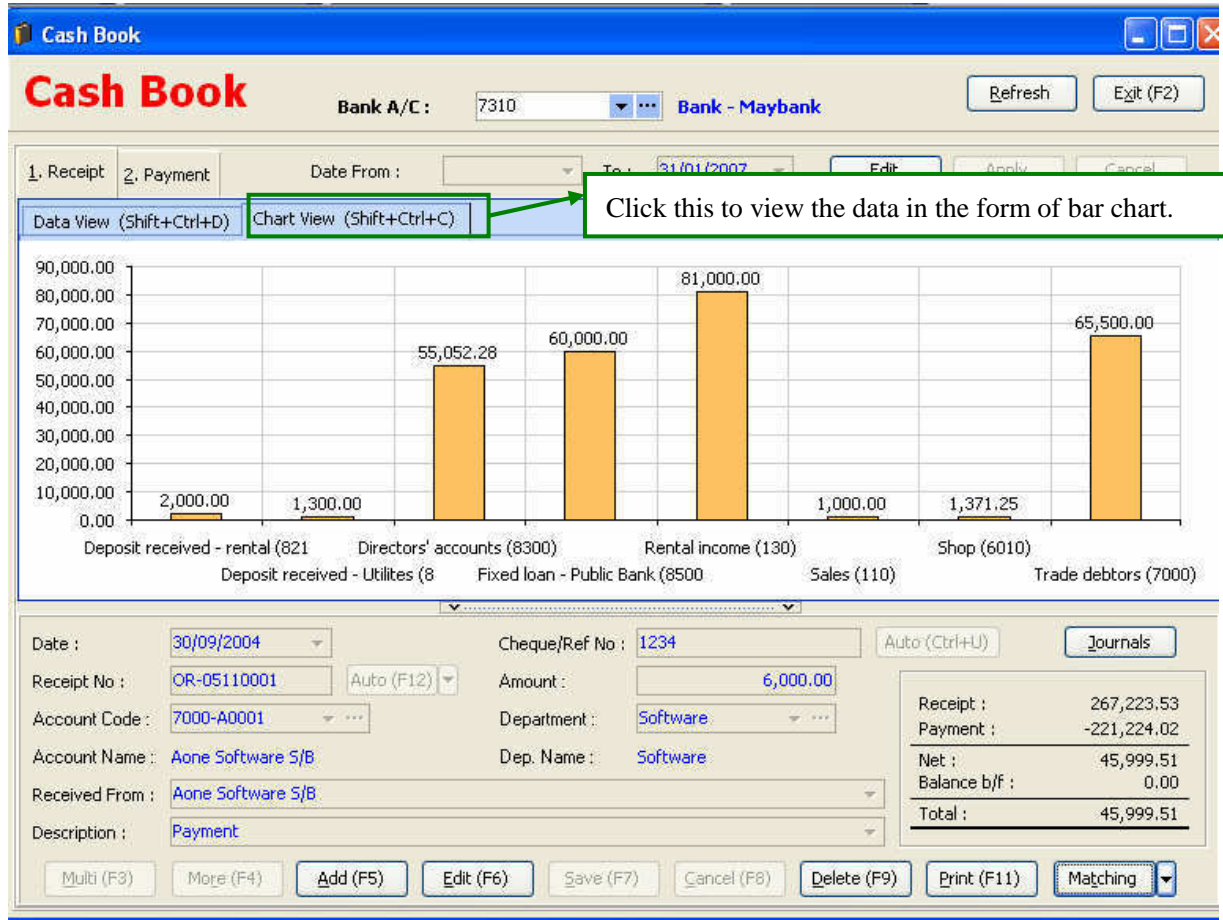 Cash Book
Cash Book
Bank A/C : 7310 Bank - Maybank Refresh Exit (F2)
1. Receipt 2. Payment Date From : To : 31/01/2007 Edit Apply Cancel
Data View (Shift+Ctrl+D) Chart View (Shift+Ctrl+C) Click this to view the data in the form of bar chart.
90,000.00
80,000.00
70,000.00
60,000.00
50,000.00
40,000.00
30,000.00
20,000.00
10,000.00
0.00
2,000.00 1,300.00 55,052.28 60,000.00 81,000.00 1,000.00 1,371.25 65,500.00
Deposit received - rental (821 Directors' accounts (8300) Rental income (130) Shop (6010)
Deposit received - Utilites (8 Fixed loan - Public Bank (8500 Sales (110) Trade debtors (7000)
Date : 30/09/2004 Cheque/Ref No : 1234 Auto (Ctrl+U) Journals
Receipt No : OR-05110001 Auto (F12) Amount : 6,000.00
Account Code : 7000-A0001 Department : Software
Account Name : Aone Software S/B Dep. Name : Software
Received From : Aone Software S/B
Description : Payment
Receipt : 267,223.53
Payment : -221,224.02
Net : 45,999.51
Balance b/f : 0.00
Total : 45,999.51
Multi (F3) More (F4) Add (F5) Edit (F6) Save (F7) Cancel (F8) Delete (F9) Print (F11) Matching